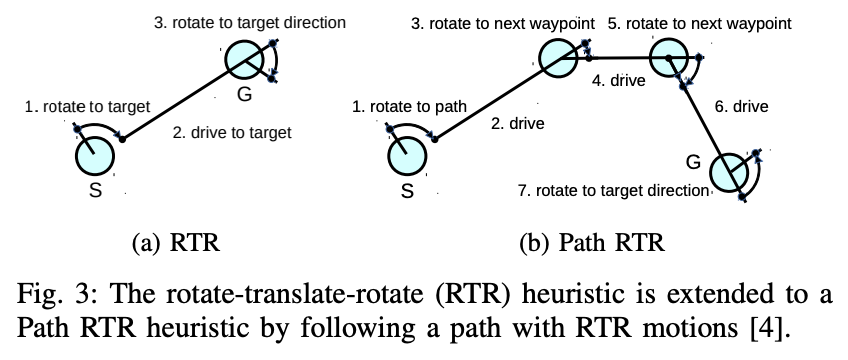 3. rotate to target direction
1. rotate to target
G
2. drive to target
S
(a) RTR
3. rotate to next waypoint
5. rotate to next waypoint
4. drive
1. rotate to path
2. drive
6. drive
G
S
7. rotate to target direction
(b) Path RTR
Fig. 3: The rotate-translate-rotate (RTR) heuristic is extended to a
Path RTR heuristic by following a path with RTR motions [4].